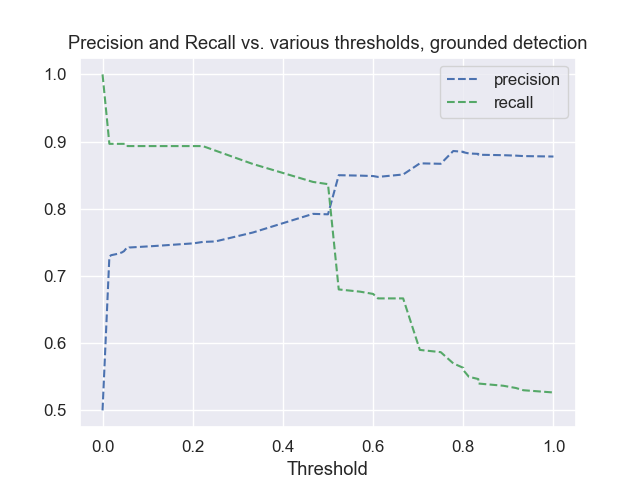 Precision and Recall vs. various thresholds, grounded detection
precision
recall
1.0
0.9
0.8
0.7
0.6
0.5
0.0 0.2 0.4 0.6 0.8 1.0
Threshold